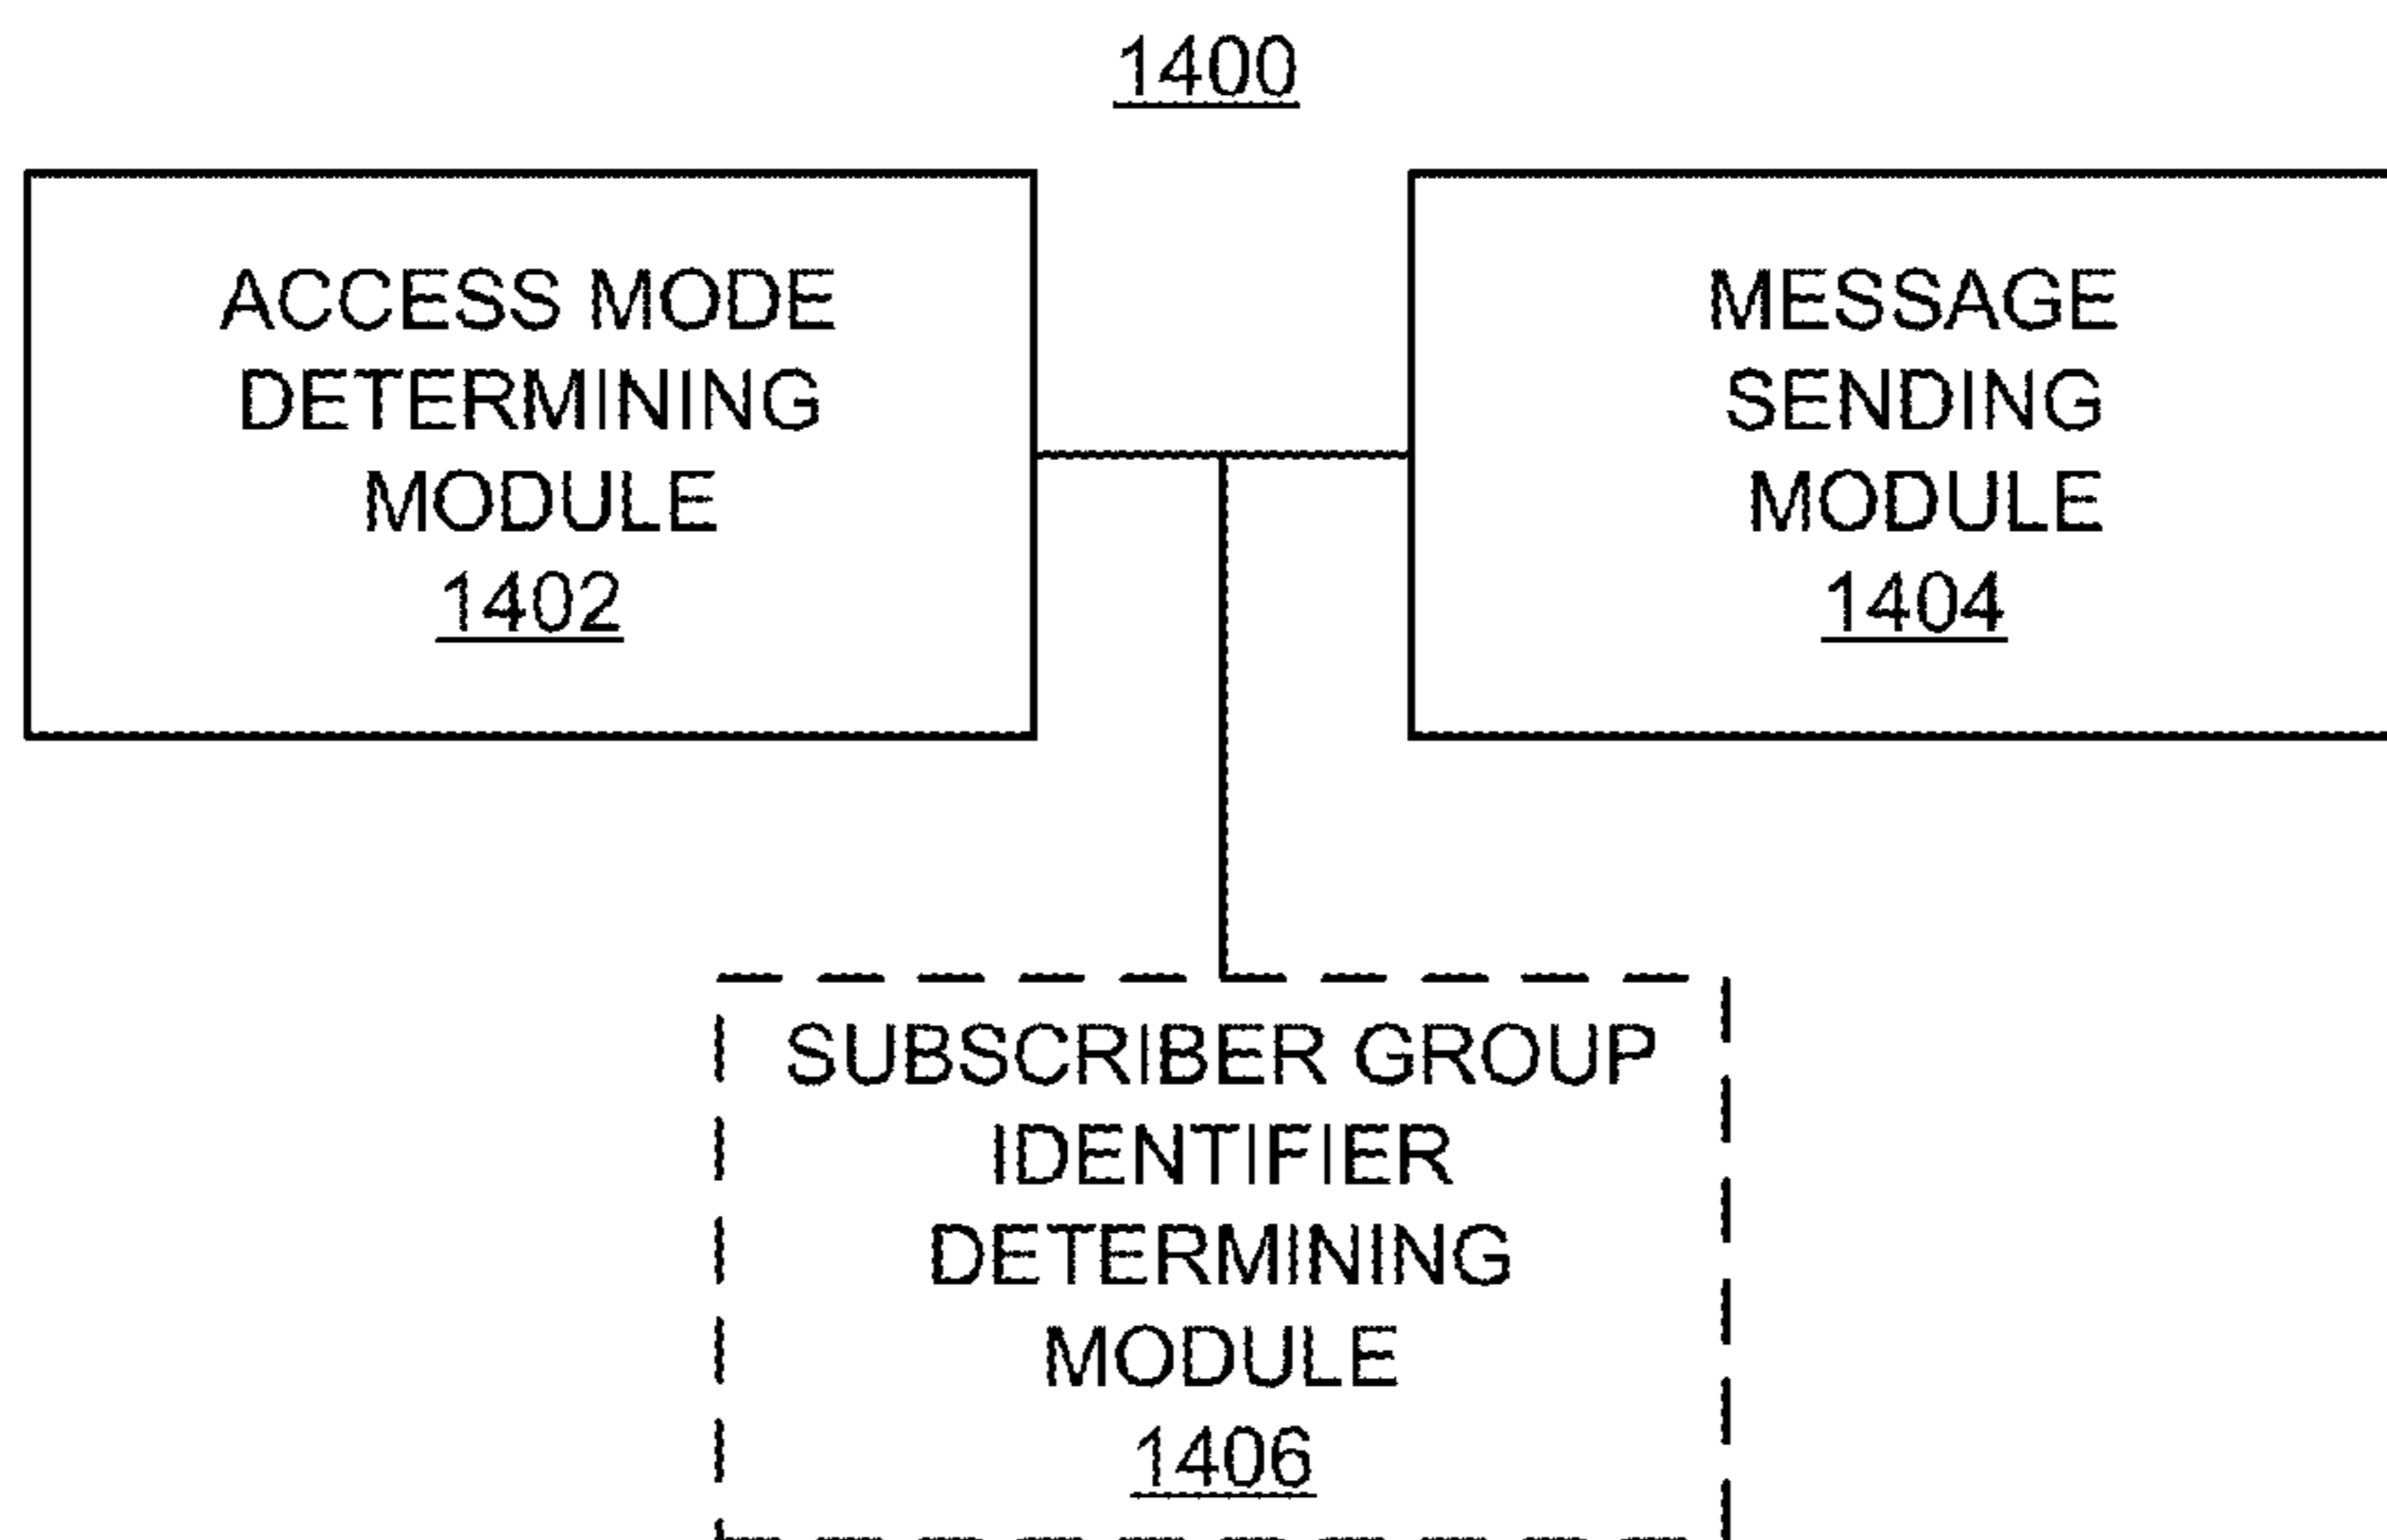 1400
ACCESS MODE
DETERMINING
MODULE
1402
MESSAGE
SENDING
MODULE
1404
SUBSCRIBER GROUP
IDENTIFIER
DETERMINING
MODULE
1406